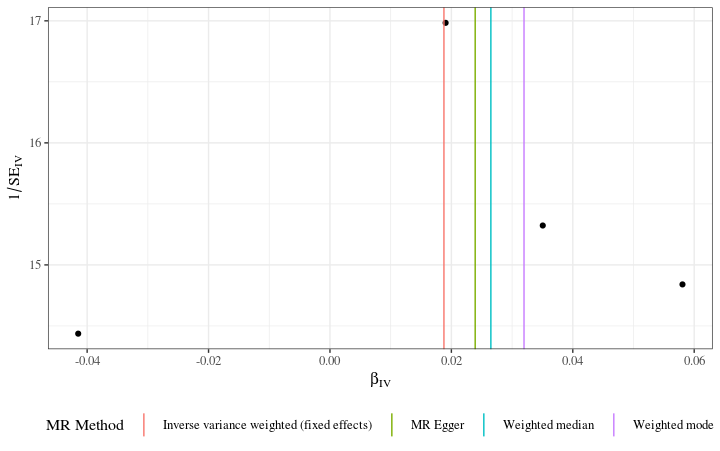 17
16
15
1/SE_IV
-0.04 -0.02 0.00 0.02 0.04 0.06
β_IV
MR Method Inverse variance weighted (fixed effects) MR Egger Weighted median Weighted mode